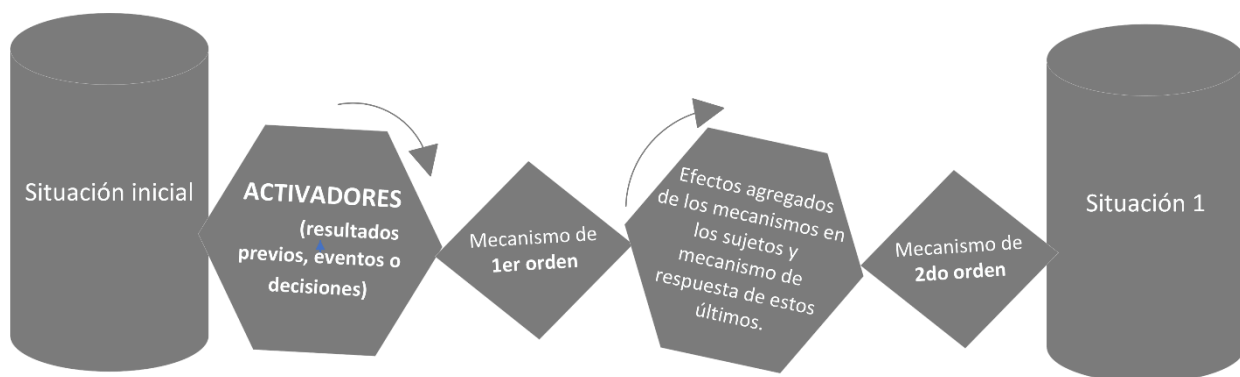 Situación inicial
ACTIVADORES
(resultados
previos, eventos o
decisiones)
Mecanismo de
1er orden
Efectos agregados
de los mecanismos en
los sujetos y
mecanismo de
respuesta de estos
últimos.
Mecanismo de
2do orden
Situación 1